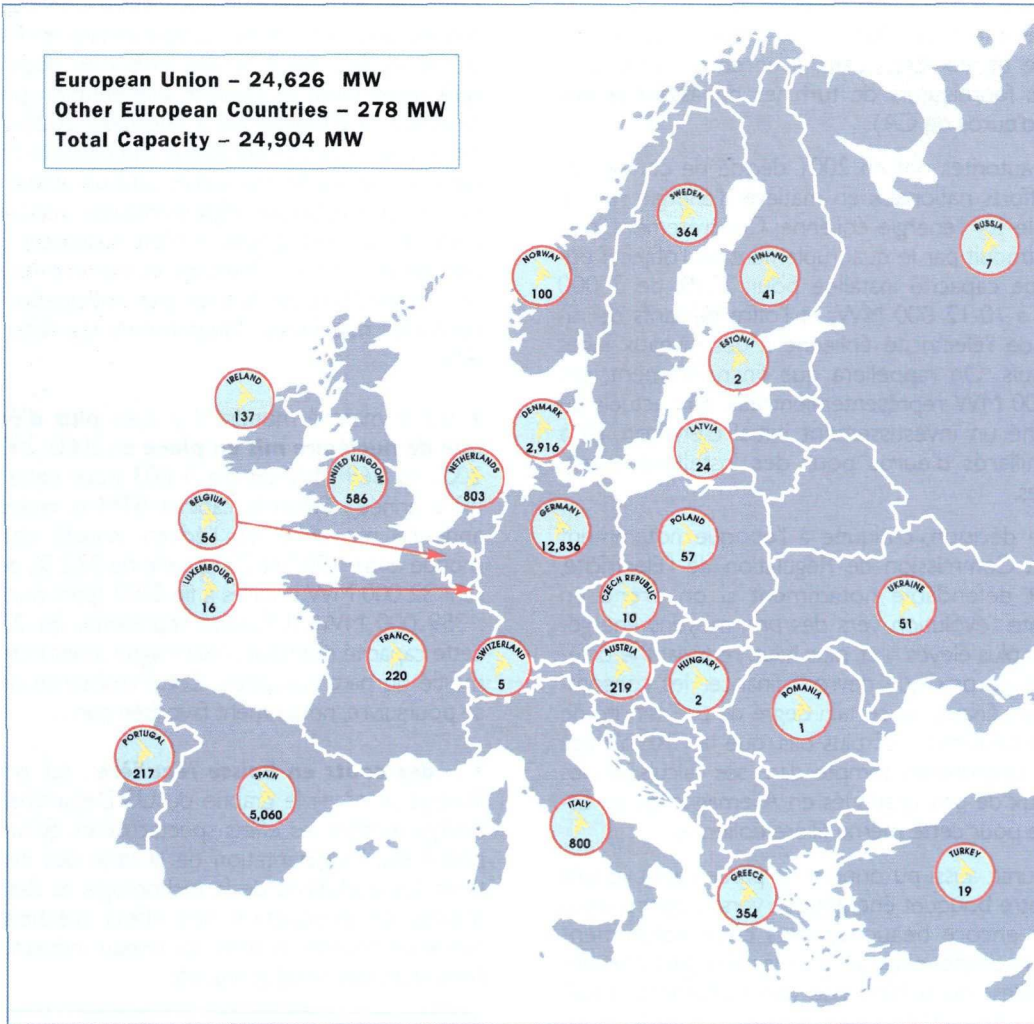 European Union – 24,626 MW
Other European Countries – 278 MW
Total Capacity – 24,904 MW
SWEDEN
364
RUSSIA
7
NORWAY
100
FINLAND
41
ESTONIA
2
IRELAND
137
DENMARK
2,916
LATVIA
24
UNITED KINGDOM
586
NETHERLANDS
803
BELGIUM
56
GERMANY
12,836
POLAND
57
LUXEMBOURG
16
CZECH REPUBLIC
10
UKRAINE
51
FRANCE
220
SWITZERLAND
5
AUSTRIA
219
HUNGARY
2
ROMANIA
1
PORTUGAL
217
SPAIN
5,060
ITALY
800
GREECE
354
TURKEY
19